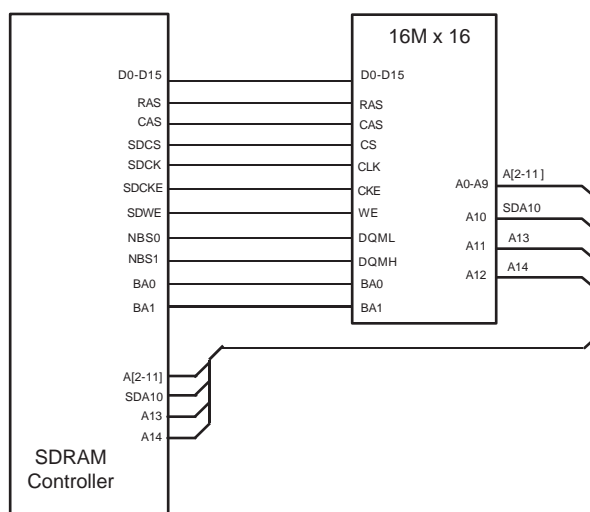 16M x 16
D0-D15
D0-D15
RAS
RAS
CAS
CAS
SDCS
CS
SDCK
CLK
A[2-11]
SDCKE
CKE
A0-A9
SDA10
SDWE
WE
A10
A13
NBS0
DQML
A11
A14
NBS1
DQMH
A12
BA0
BA0
BA1
BA1
A[2-11]
SDA10
A13
A14
SDRAM
Controller